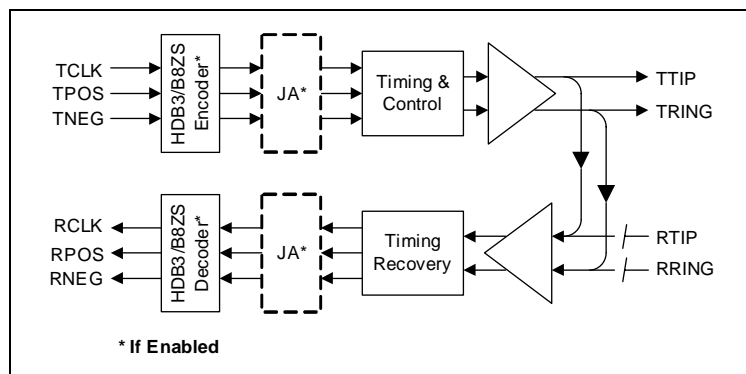 TCLK
TPOS
TNEG
HDB3/B8ZS
Encoder*
JA*
Timing &
Control
TTIP
TRING
RCLK
RPOS
RNEG
HDB3/B8ZS
Decoder*
JA*
Timing
Recovery
RTIP
RRING
* If Enabled